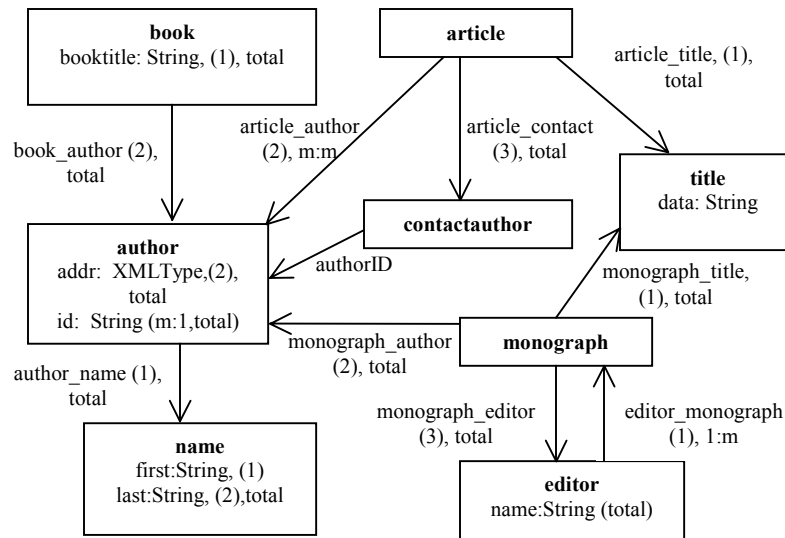 book
booktitle: String, (1), total
article
article_title, (1),
total
book_author (2),
total
article_author
(2), m:m
article_contact
(3), total
title
data: String
contactauthor
author
addr:  XMLType,(2),
total
id:  String (m:1,total)
authorID
monograph_title,
(1), total
monograph_author
(2), total
monograph
author_name (1),
total
monograph_editor
(3), total
editor_monograph
(1), 1:m
name
first:String, (1)
last:String, (2),total
editor
name:String (total)